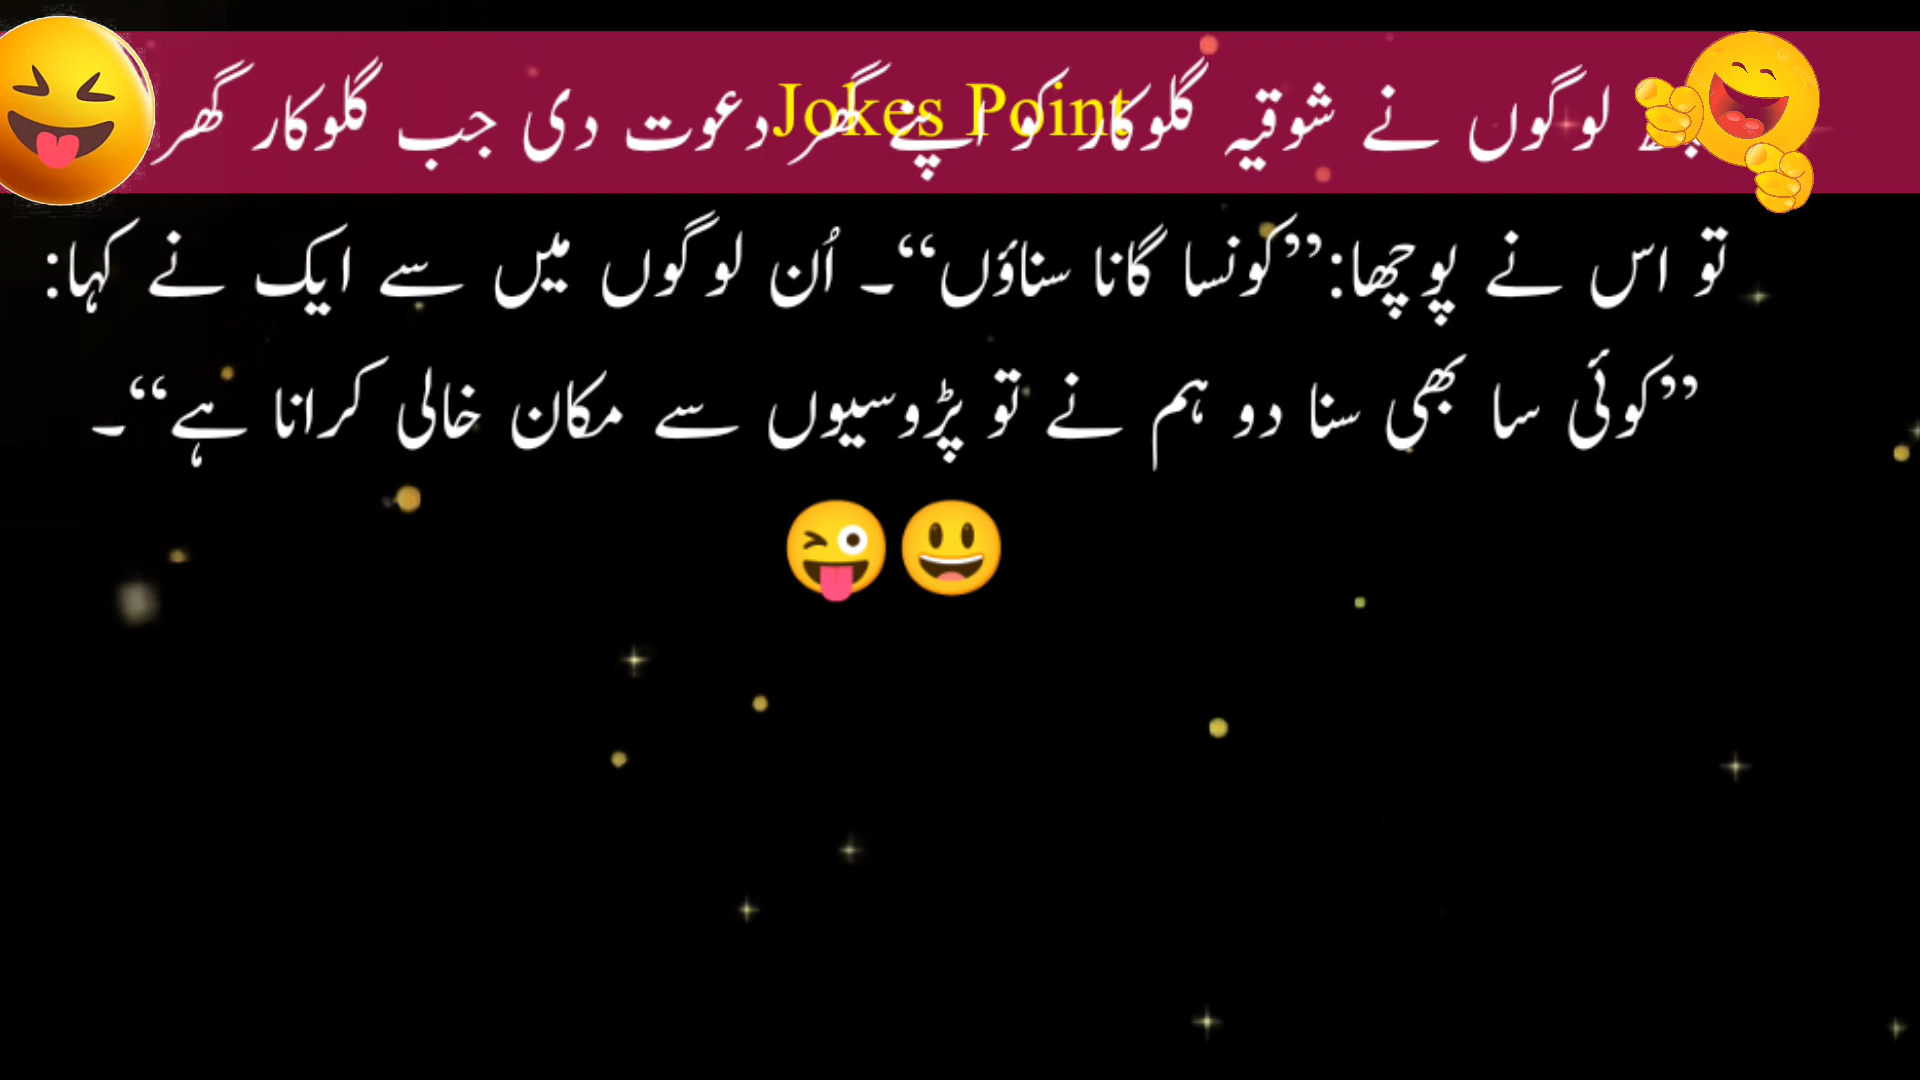 Jokes Point
لوگوں نے شوقیہ گلوکار کو اپنے گھر دعوت دی جب گلوکار گھر
تو اس نے پوچھا:’’کونسا گانا سناؤں‘‘۔ اُن لوگوں میں سے ایک نے کہا:
’’کوئی سا بھی سنا دو ہم نے تو پڑوسیوں سے مکان خالی کرانا ہے‘‘۔